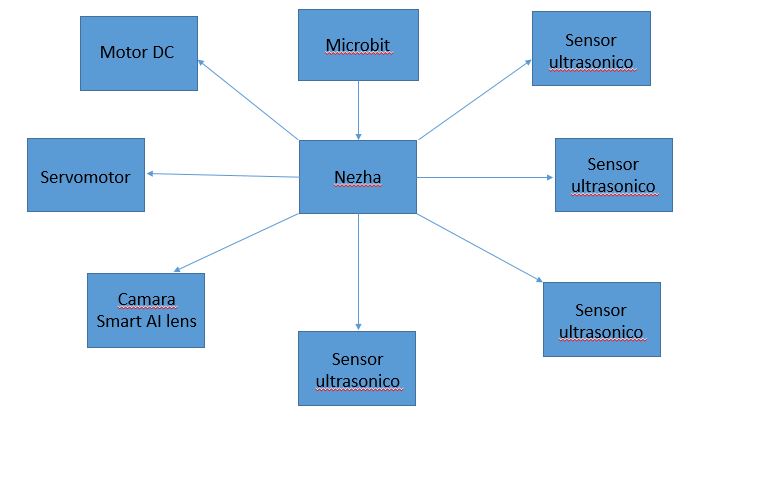 Motor DC
Microbit
Sensor
ultrasonico
Servomotor
Nezha
Sensor
ultrasonico
Camara
Smart AI lens
Sensor
ultrasonico
Sensor
ultrasonico